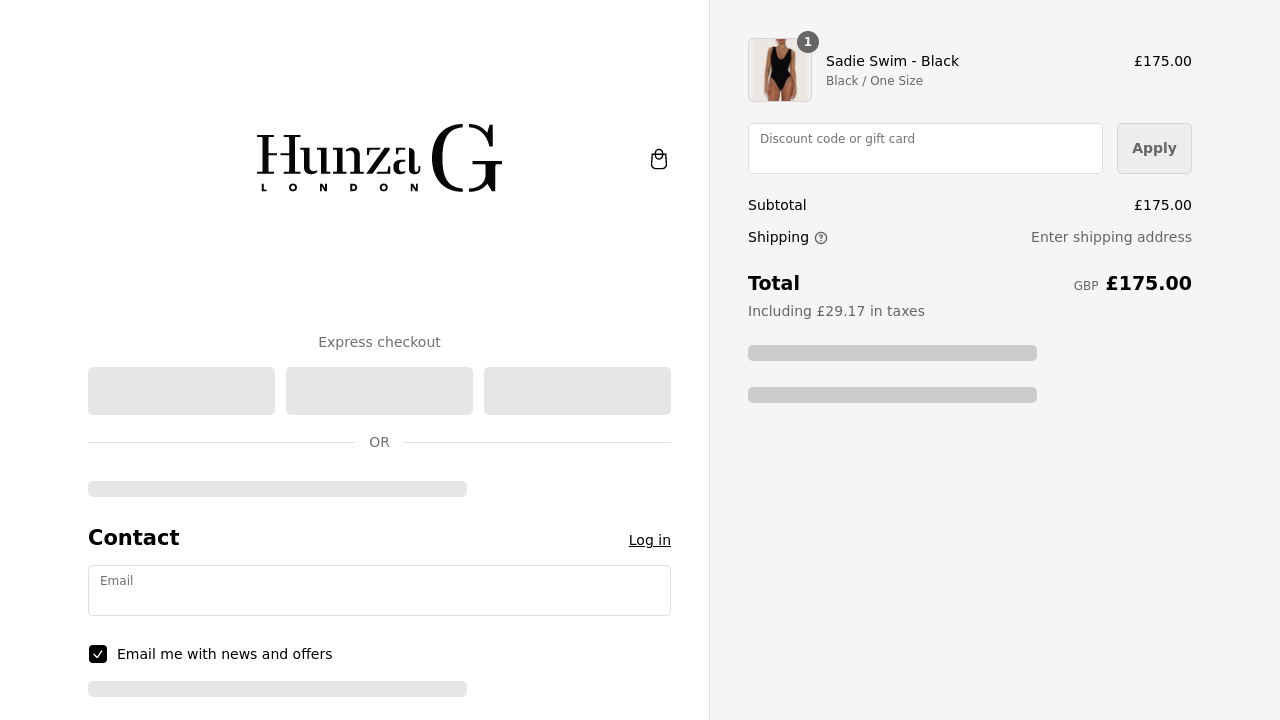 Hunza G
LONDON
Express checkout
OR
Contact
Log in
Email
Email me with news and offers
1
Sadie Swim - Black
£175.00
Black / One Size
Discount code or gift card
Apply
Subtotal
£175.00
Shipping
Enter shipping address
Total
GBP £175.00
Including £29.17 in taxes